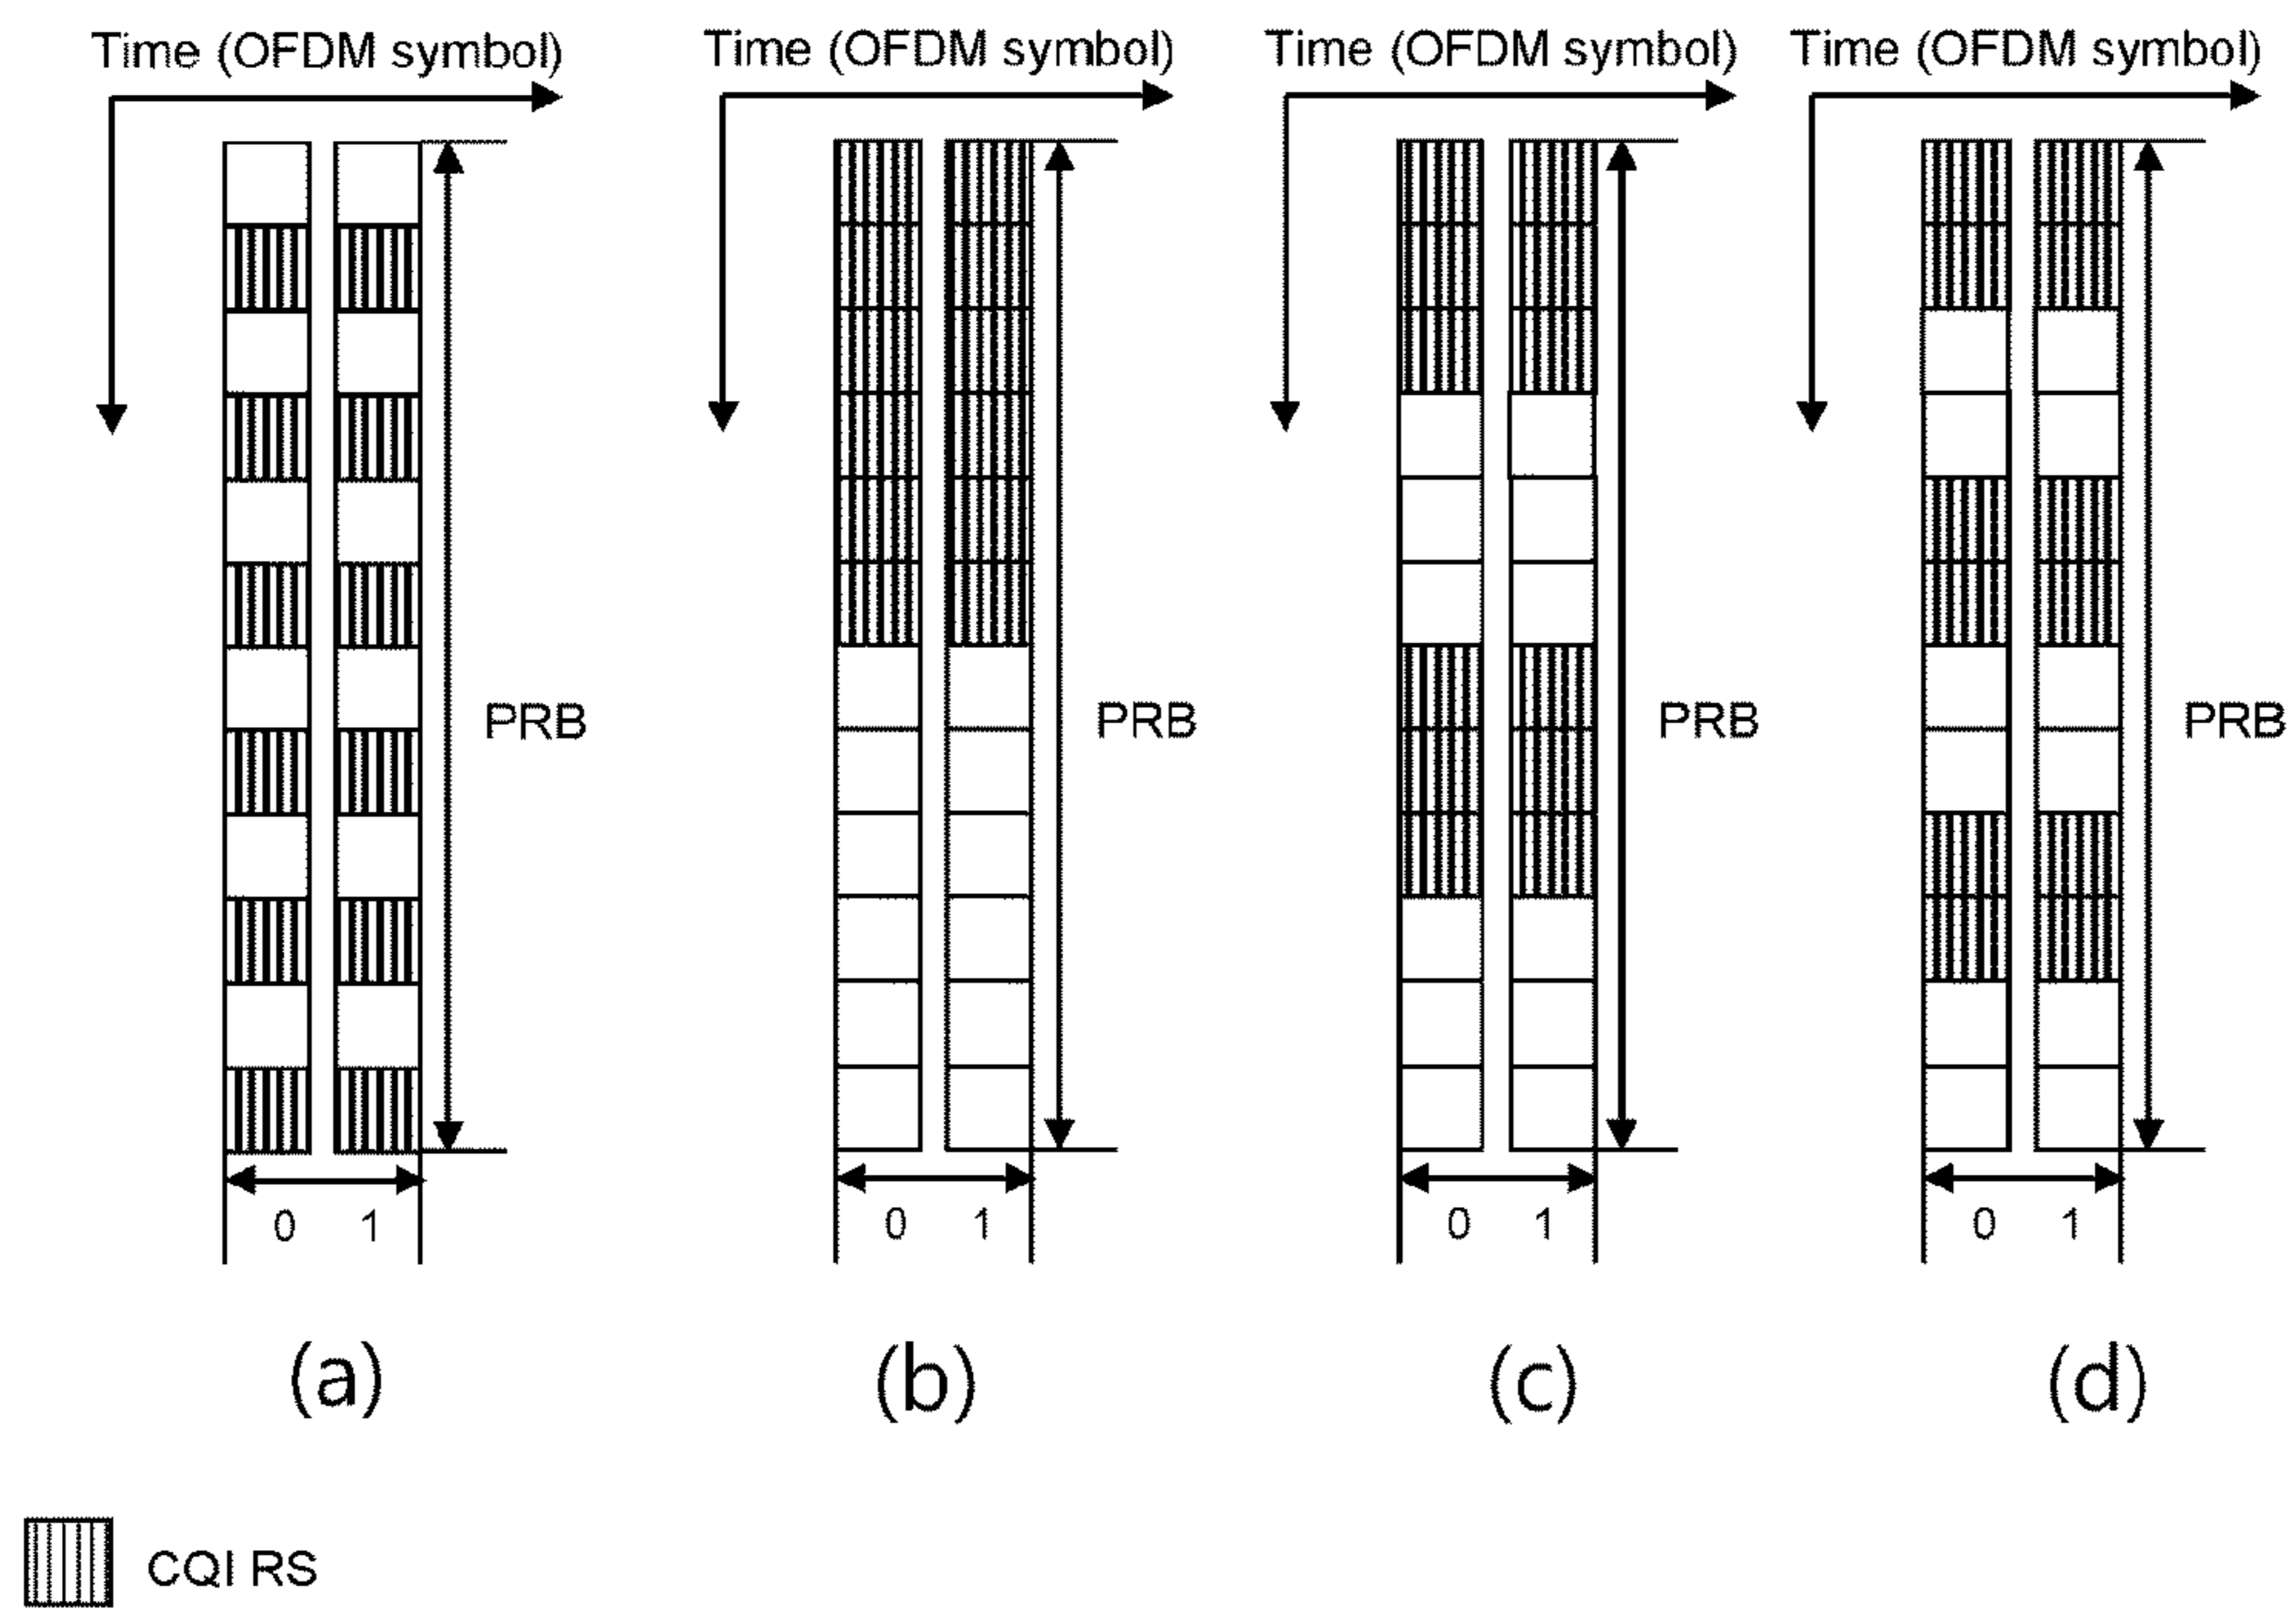 Time (OFDM symbol) Time (OFDM symbol) Time (OFDM symbol) Time (OFDM symbol)
PRB PRB PRB PRB
0 1 0 1 0 1 0 1
(a) (b) (c) (d)
CQI RS